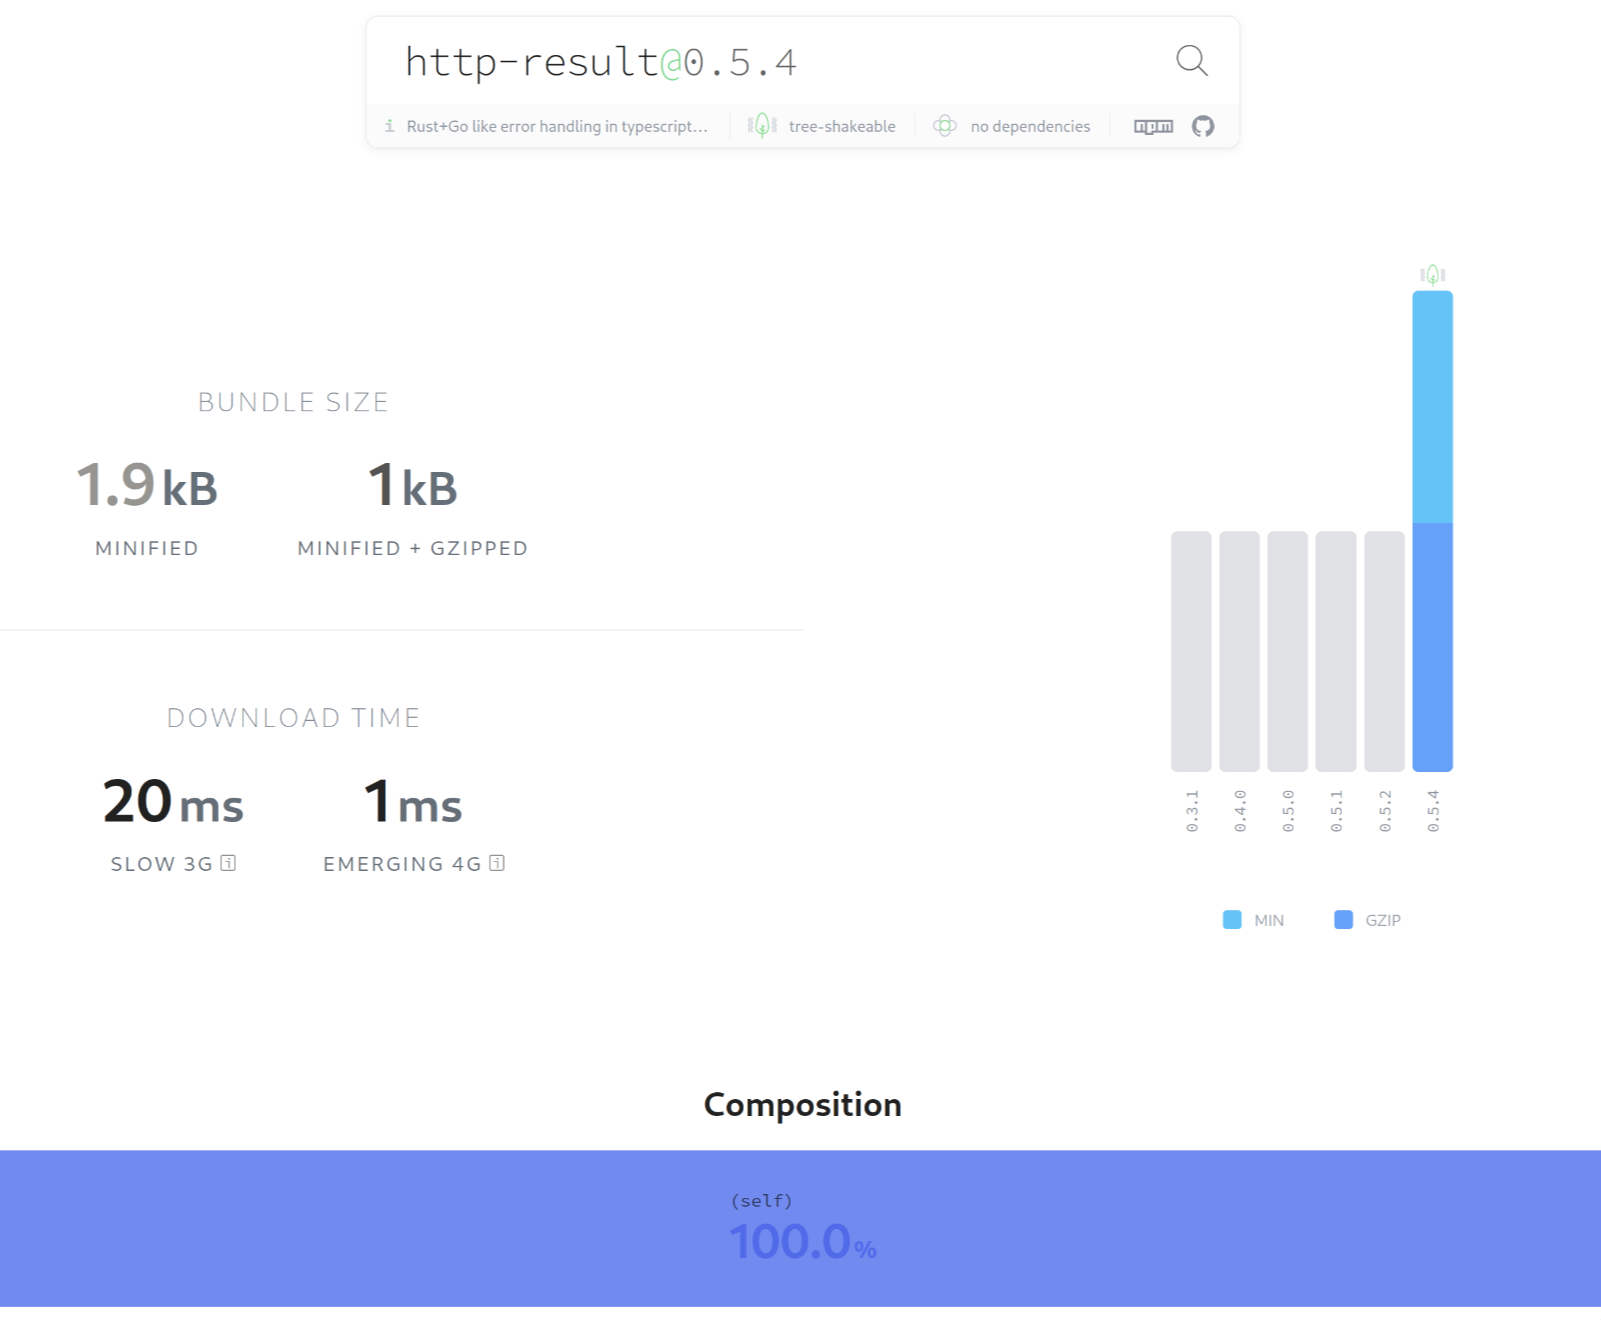 http-result@0.5.4
i Rust+Go like error handling in typescript... tree-shakeable no dependencies npm
BUNDLE SIZE
1.9 kB 1 kB
MINIFIED MINIFIED + GZIPPED
DOWNLOAD TIME
20 ms 1 ms
SLOW 3G i EMERGING 4G i
0.3.1 0.4.0 0.5.0 0.5.1 0.5.2 0.5.4
MIN GZIP
Composition
(self)
100.0 %